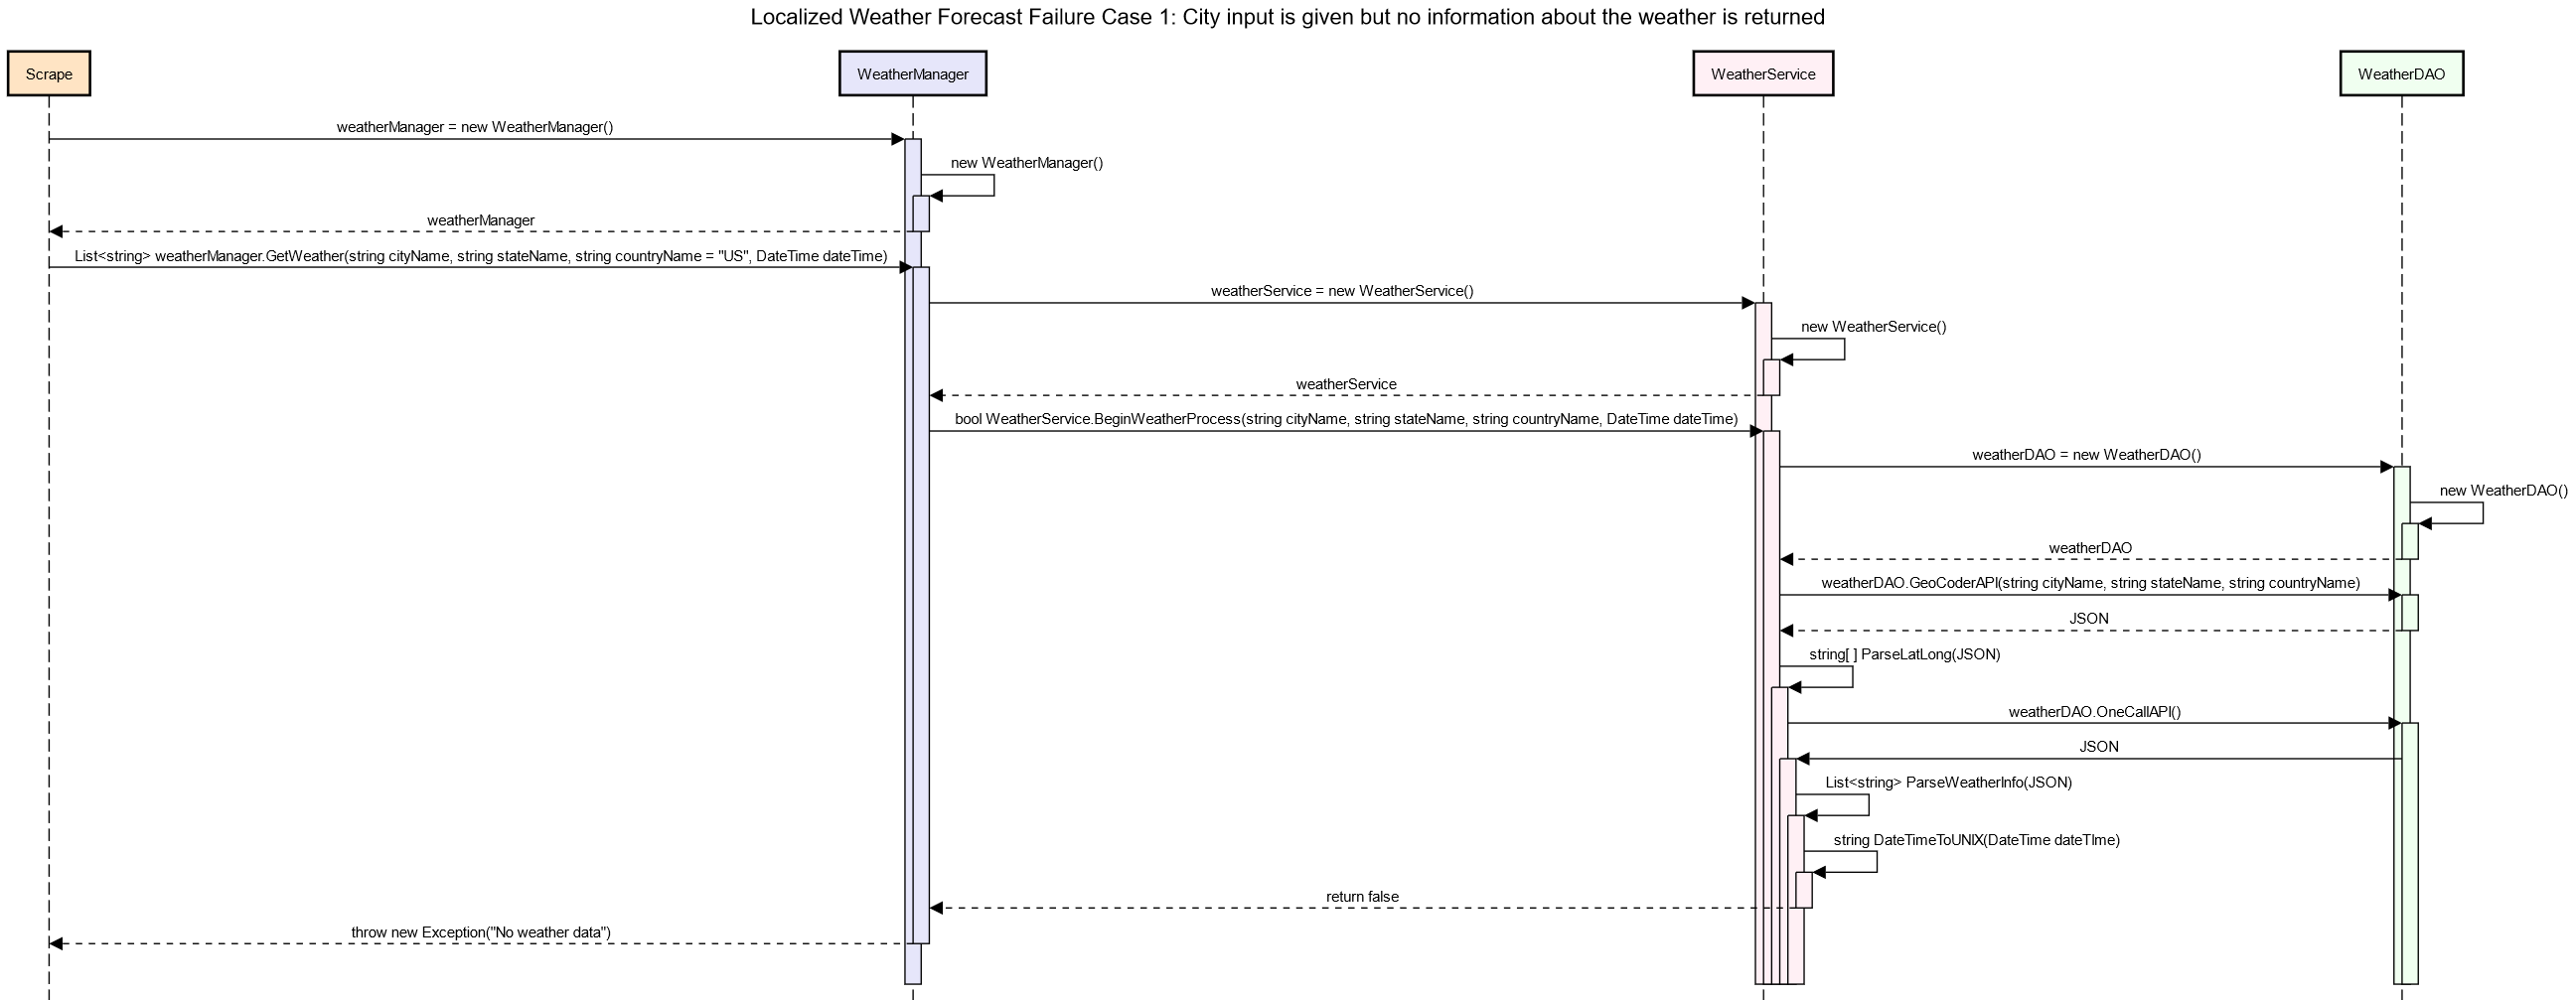 Localized Weather Forecast Failure Case 1: City input is given but no information about the weather is returned
Scrape
WeatherManager
WeatherService
WeatherDAO
weatherManager = new WeatherManager()
new WeatherManager()
weatherManager
List<string> weatherManager.GetWeather(string cityName, string stateName, string countryName = "US", DateTime dateTime)
weatherService = new WeatherService()
new WeatherService()
weatherService
bool WeatherService.BeginWeatherProcess(string cityName, string stateName, string countryName, DateTime dateTime)
weatherDAO = new WeatherDAO()
new WeatherDAO()
weatherDAO
weatherDAO.GeoCoderAPI(string cityName, string stateName, string countryName)
JSON
string[ ] ParseLatLong(JSON)
weatherDAO.OneCallAPI()
JSON
List<string> ParseWeatherInfo(JSON)
string DateTimeToUNIX(DateTime dateTIme)
return false
throw new Exception("No weather data")